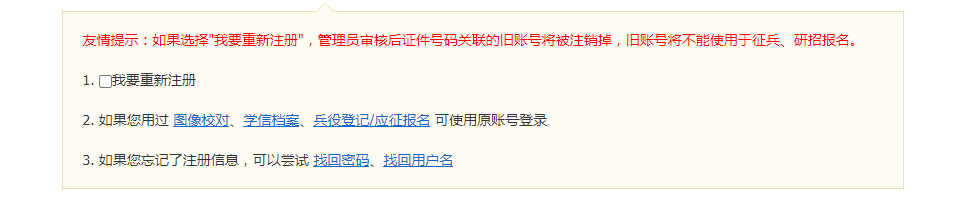 友情提示：如果选择"我要重新注册"，管理员审核后证件号码关联的旧账号将被注销掉，旧账号将不能使用于征兵、研招报名。
1. 我要重新注册
2. 如果您用过 图像校对、学信档案、兵役登记/应征报名 可使用原账号登录
3. 如果您忘记了注册信息，可以尝试 找回密码、找回用户名